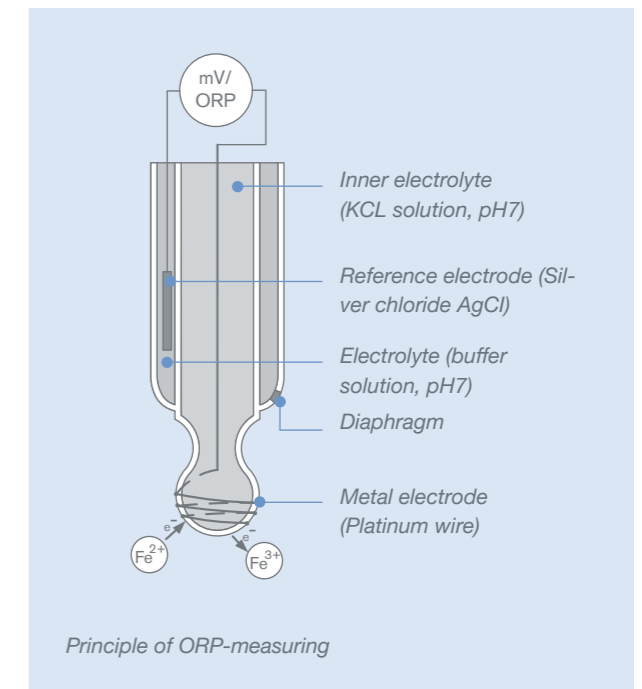 mV/
ORP
Inner electrolyte
(KCL solution, pH7)
Reference electrode (Sil-
ver chloride AgCl)
Electrolyte (buffer
solution, pH7)
Diaphragm
Metal electrode
(Platinum wire)
e⁻
e⁻
Fe²⁺
Fe³⁺
Principle of ORP-measuring